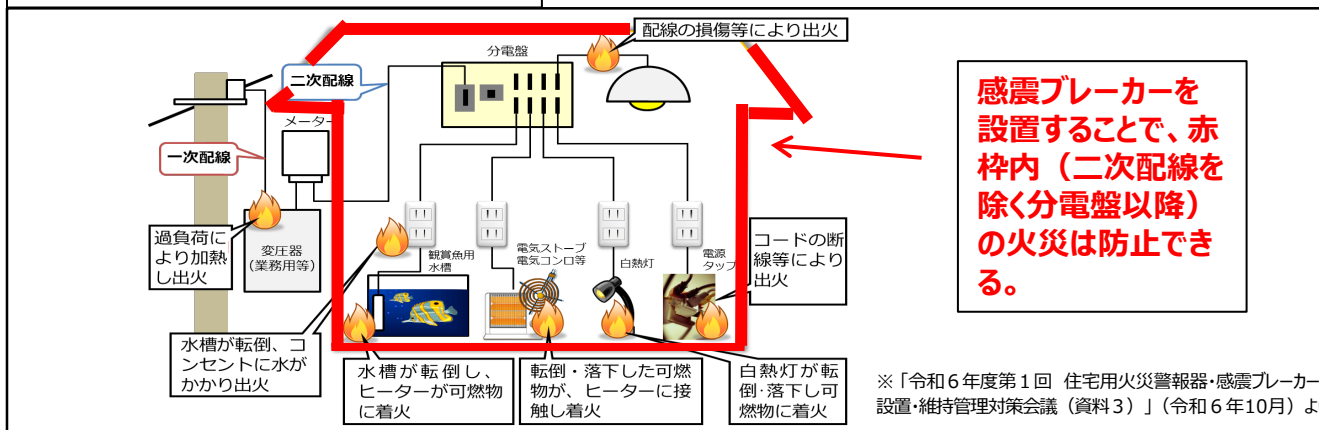 配線の損傷等により出火
分電盤
二次配線
メーター
一次配線
過負荷に
より加熱
し出火
変圧器
(業務用等)
観賞魚用
水槽
電気ストーブ
電気コンロ等
白熱灯
電源
タップ
コードの断
線等により
出火
水槽が転倒、コ
ンセントに水が
かかり出火
水槽が転倒し、
ヒーターが可燃物
に着火
転倒・落下した可燃
物が、ヒーターに接
触し着火
白熱灯が転
倒・落下し可
燃物に着火
感震ブレーカーを
設置することで、赤
枠内(二次配線を
除く分電盤以降)
の火災は防止でき
る。
※「令和6年度第1回 住宅用火災警報器・感震ブレーカー
設置・維持管理対策会議(資料3)」(令和6年10月)よ